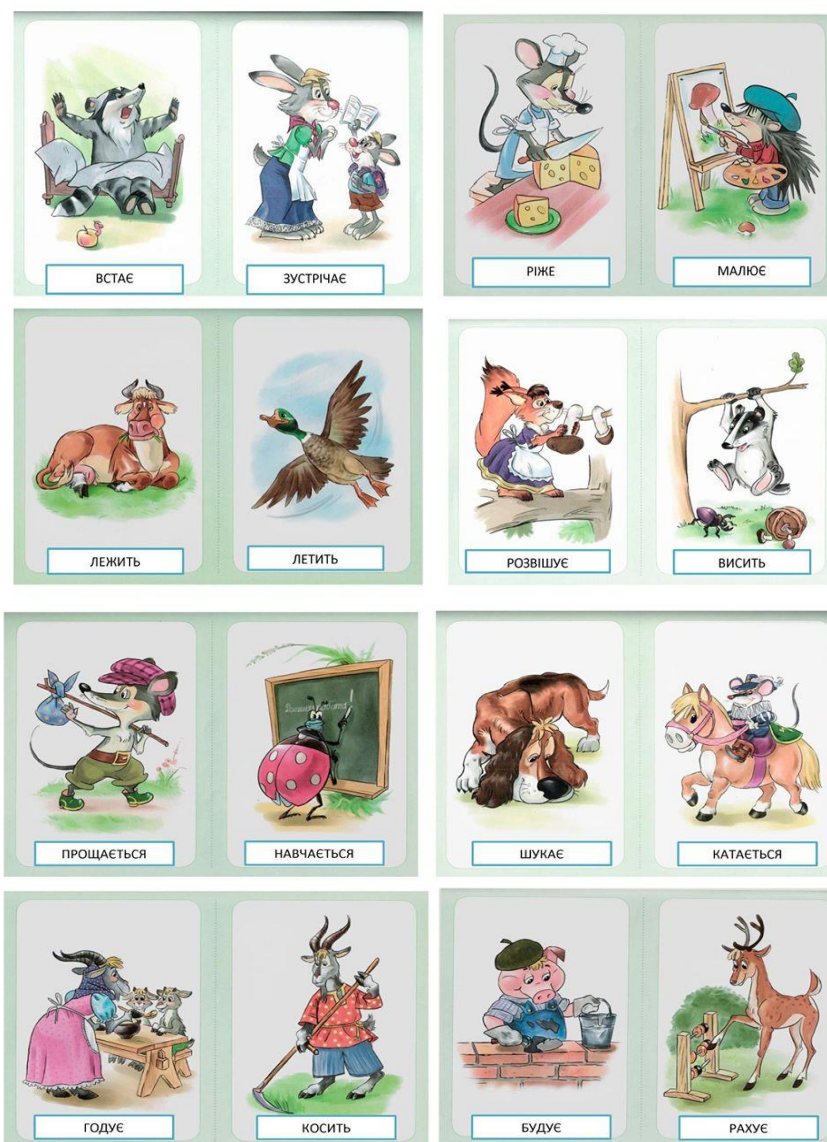 ВСТАЄ
ЗУСТРІЧАЄ
РІЖЕ
МАЛЮЄ
ЛЕЖИТЬ
ЛЕТИТЬ
РОЗВІШУЄ
ВИСИТЬ
ПРОЩАЄТЬСЯ
НАВЧАЄТЬСЯ
ШУКАЄ
КАТАЄТЬСЯ
ГОДУЄ
КОСИТЬ
БУДУЄ
РАХУЄ